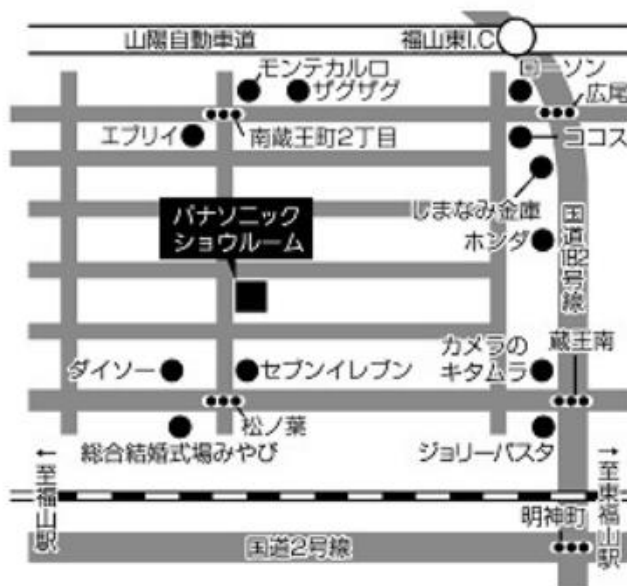 山陽自動車道
福山東I.C
モンテカルロ
ローソン
ザグザグ
広尾
エブリイ
南蔵王町2丁目
ココス
しまなみ金庫
パナソニック
ショウルーム
ホンダ
国道182号線
カメラの
キタムラ
蔵王南
ダイソー
セブンイレブン
松ノ葉
総合結婚式場みやび
ジョリーパスタ
↑至福山駅
↑至東福山駅
明神町
国道2号線